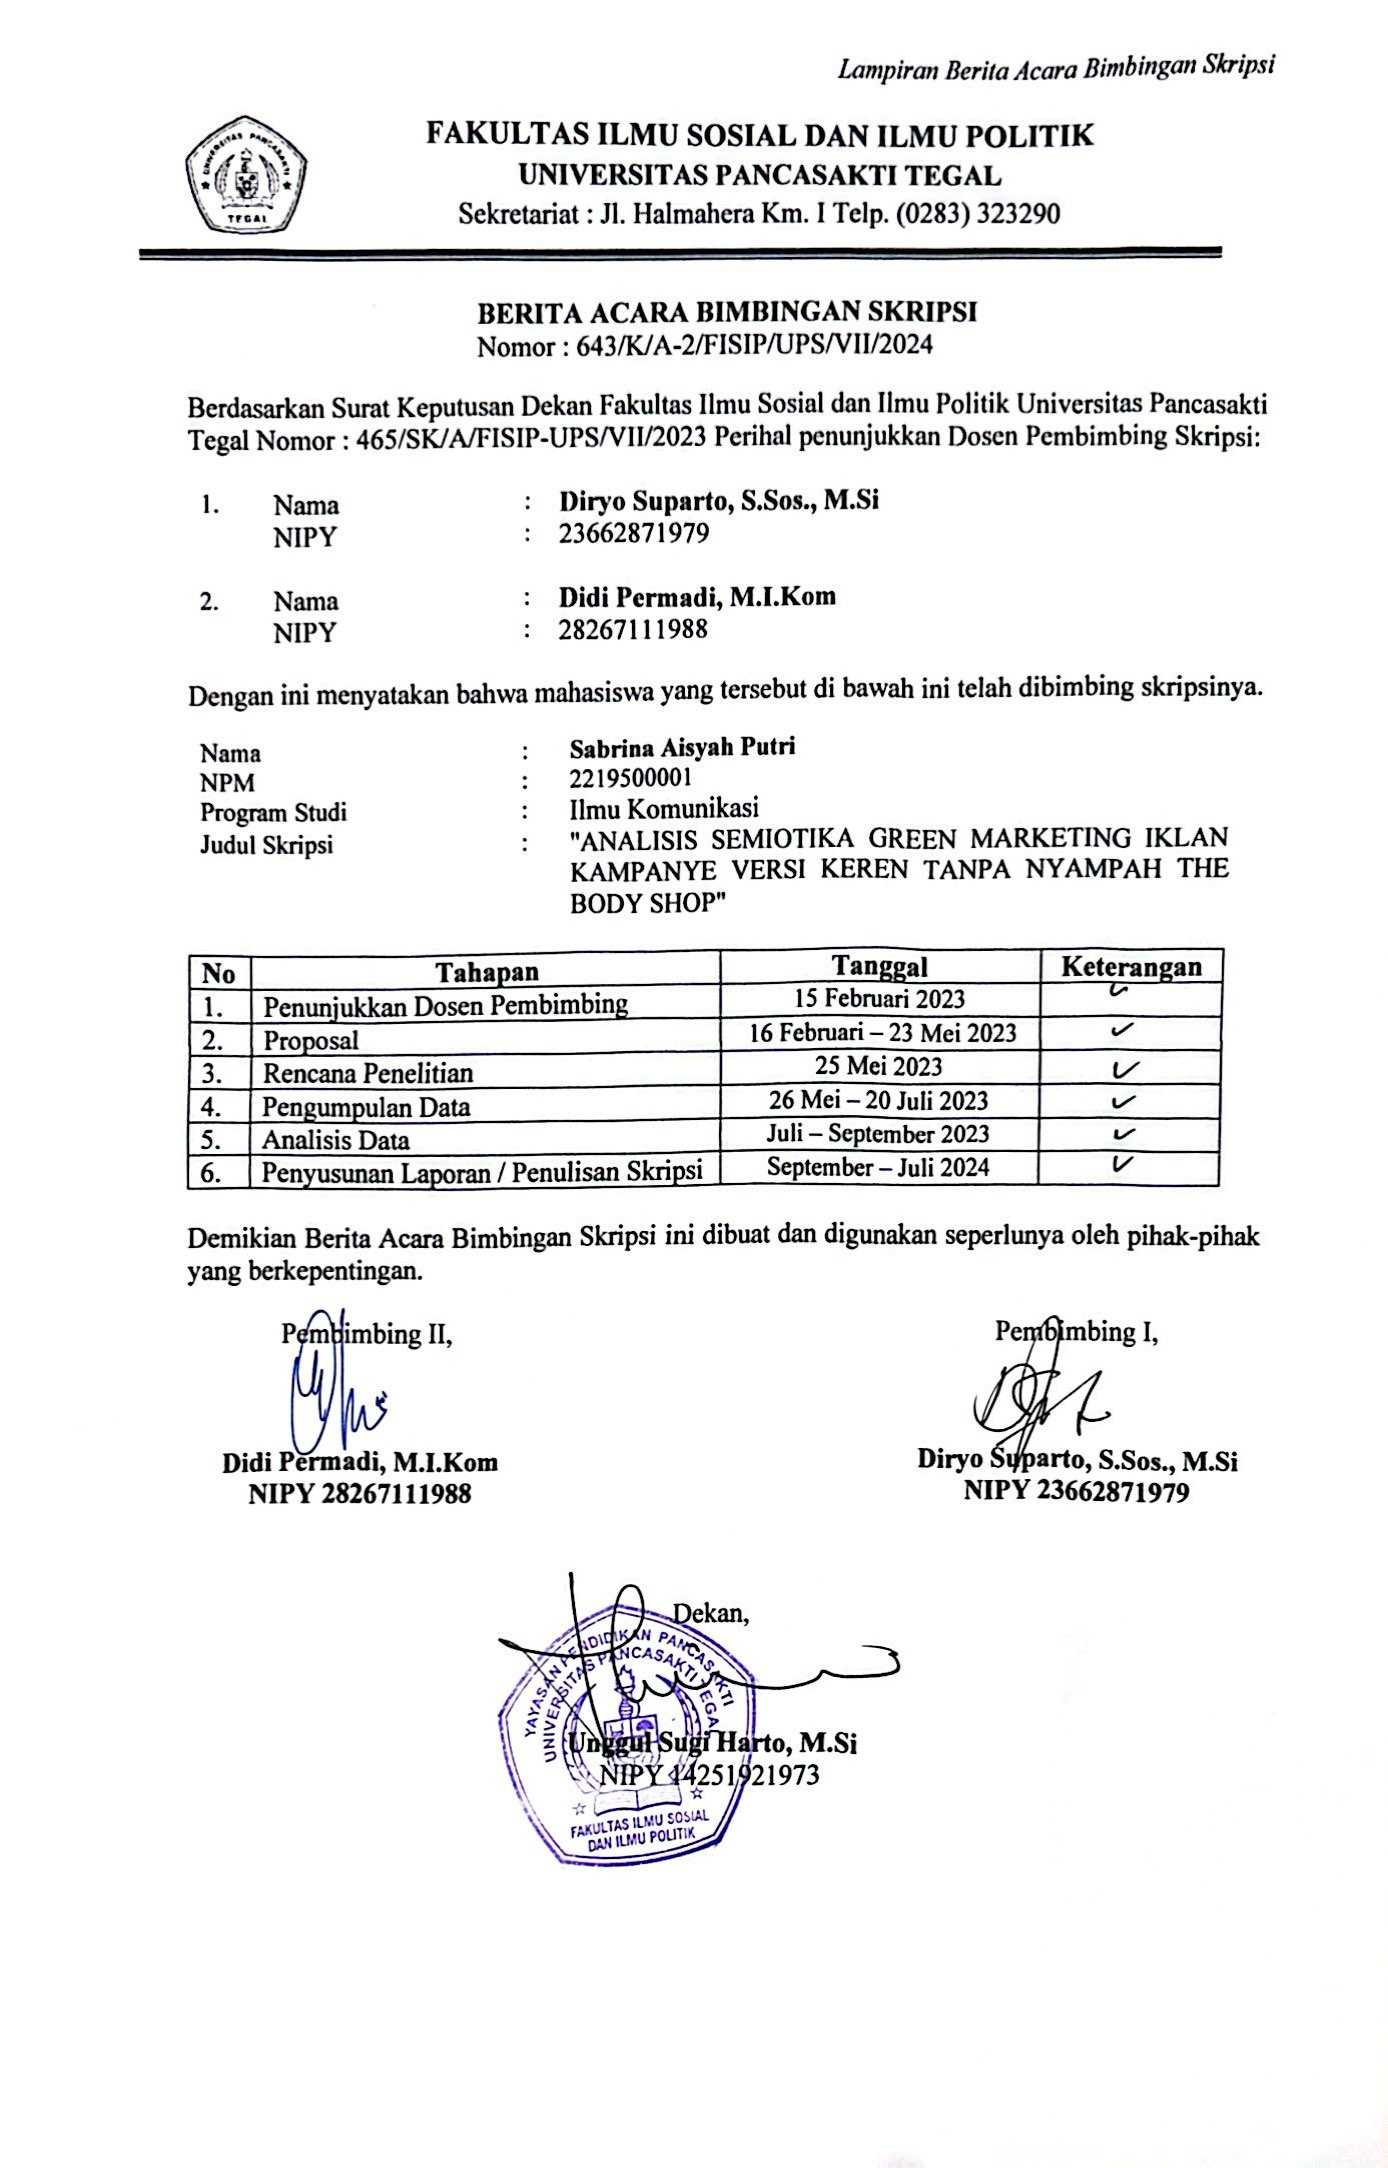 Lampiran Berita Acara Bimbingan Skripsi
UNIVERSITAS PANCASAKTI
TEGAL
FAKULTAS ILMU SOSIAL DAN ILMU POLITIK
UNIVERSITAS PANCASAKTI TEGAL
Sekretariat : Jl. Halmahera Km. I Telp. (0283) 323290
BERITA ACARA BIMBINGAN SKRIPSI
Nomor : 643/K/A-2/FISIP/UPS/VII/2024
Berdasarkan Surat Keputusan Dekan Fakultas Ilmu Sosial dan Ilmu Politik Universitas Pancasakti
Tegal Nomor : 465/SK/A/FISIP-UPS/VII/2023 Perihal penunjukkan Dosen Pembimbing Skripsi:
1. Nama : Diryo Suparto, S.Sos., M.Si
NIPY : 23662871979
2. Nama : Didi Permadi, M.I.Kom
NIPY : 28267111988
Dengan ini menyatakan bahwa mahasiswa yang tersebut di bawah ini telah dibimbing skripsinya.
Nama : Sabrina Aisyah Putri
NPM : 2219500001
Program Studi : Ilmu Komunikasi
Judul Skripsi : "ANALISIS SEMIOTIKA GREEN MARKETING IKLAN
KAMPANYE VERSI KEREN TANPA NYAMPAH THE
BODY SHOP"
No Tahapan Tanggal Keterangan
1. Penunjukkan Dosen Pembimbing 15 Februari 2023 ✓
2. Proposal 16 Februari – 23 Mei 2023 ✓
3. Rencana Penelitian 25 Mei 2023 ✓
4. Pengumpulan Data 26 Mei – 20 Juli 2023 ✓
5. Analisis Data Juli – September 2023 ✓
6. Penyusunan Laporan / Penulisan Skripsi September – Juli 2024 ✓
Demikian Berita Acara Bimbingan Skripsi ini dibuat dan digunakan seperlunya oleh pihak-pihak
yang berkepentingan.
Pembimbing II, Pembimbing I,
Didi Permadi, M.I.Kom Diryo Suparto, S.Sos., M.Si
NIPY 28267111988 NIPY 23662871979
Dekan,
YAYASAN PENDIDIKAN PANCASAKTI
UNIVERSITAS PANCASAKTI TEGAL
Unggul Sugi Harto, M.Si
NIPY 14251921973
FAKULTAS ILMU SOSIAL
DAN ILMU POLITIK